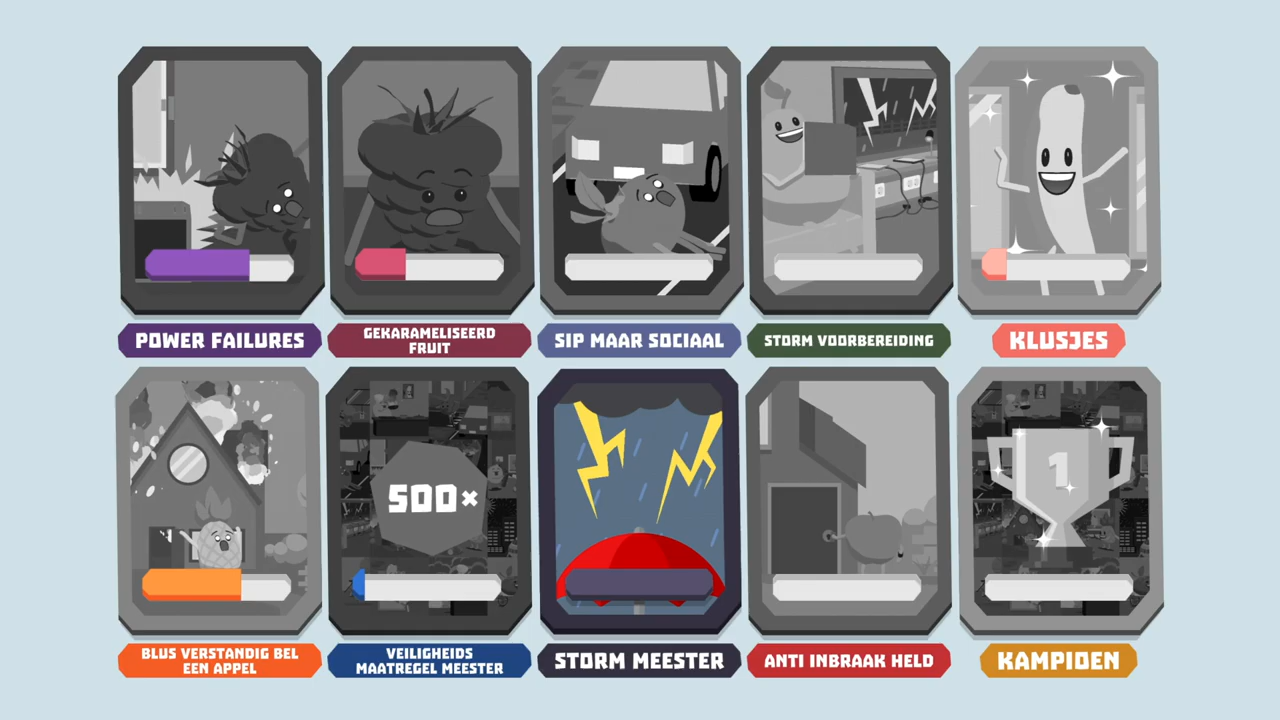 POWER FAILURES
GEKARAMELISEERD
FRUIT
SIP MAAR SOCIAAL
STORM VOORBEREIDING
KLUSJES
500×
1
BLUS VERSTANDIG BEL
EEN APPEL
VEILIGHEIDS
MAATREGEL MEESTER
STORM MEESTER
ANTI INBRAAK HELD
KAMPIOEN